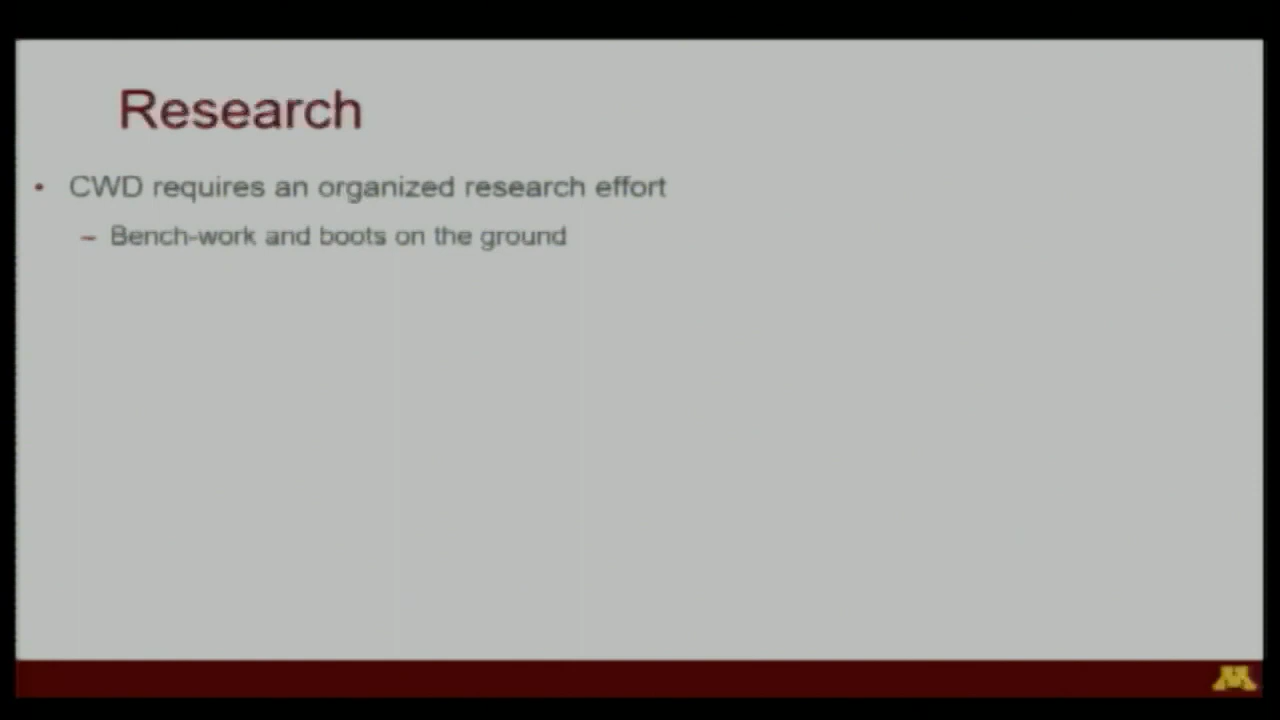 Research
• CWD requires an organized research effort
– Bench-work and boots on the ground
M